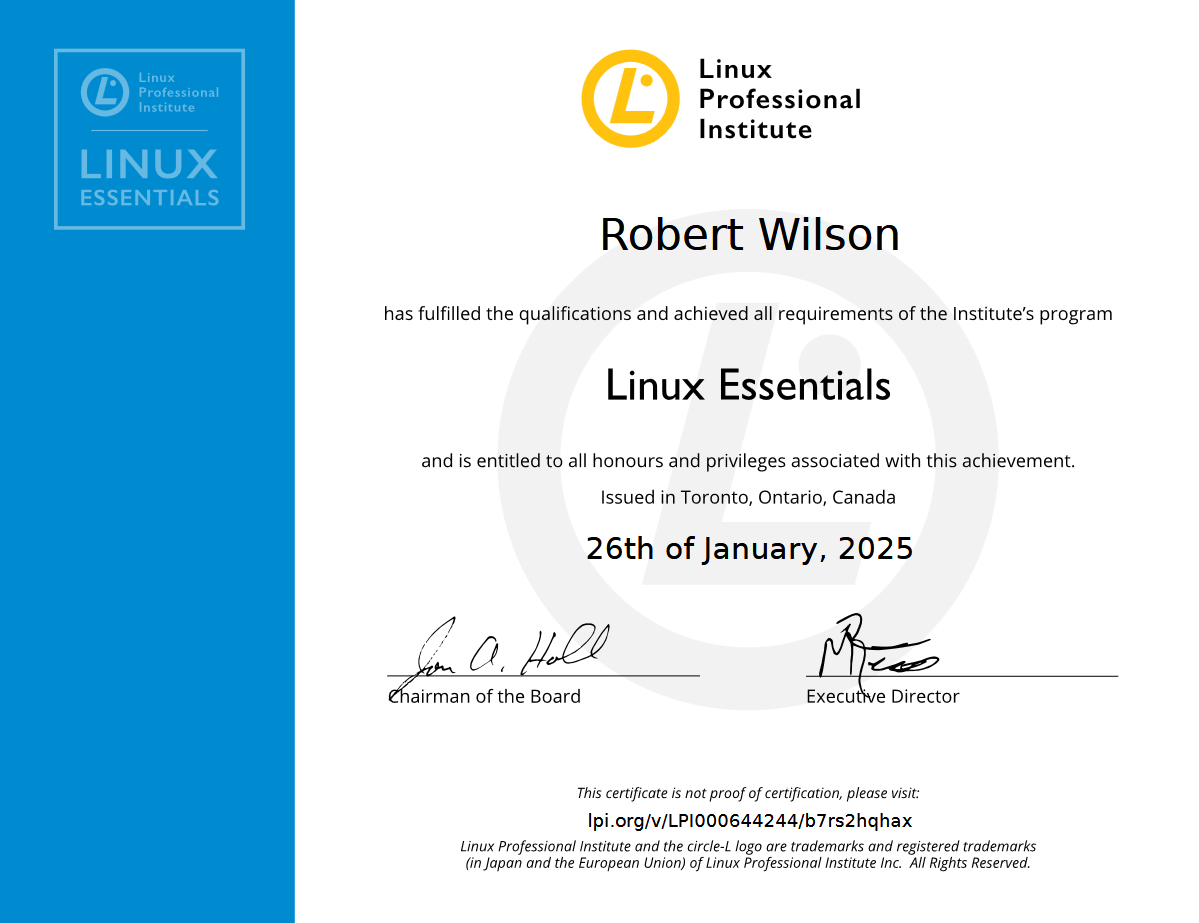 Linux
Professional
Institute
LINUX
ESSENTIALS
Linux
Professional
Institute
Robert Wilson
has fulfilled the qualifications and achieved all requirements of the Institute’s program
Linux Essentials
and is entitled to all honours and privileges associated with this achievement.
Issued in Toronto, Ontario, Canada
26th of January, 2025
Jon A. Hall
Chairman of the Board
Executive Director
This certificate is not proof of certification, please visit:
lpi.org/v/LPI000644244/b7rs2hqhax
Linux Professional Institute and the circle-L logo are trademarks and registered trademarks
(in Japan and the European Union) of Linux Professional Institute Inc. All Rights Reserved.